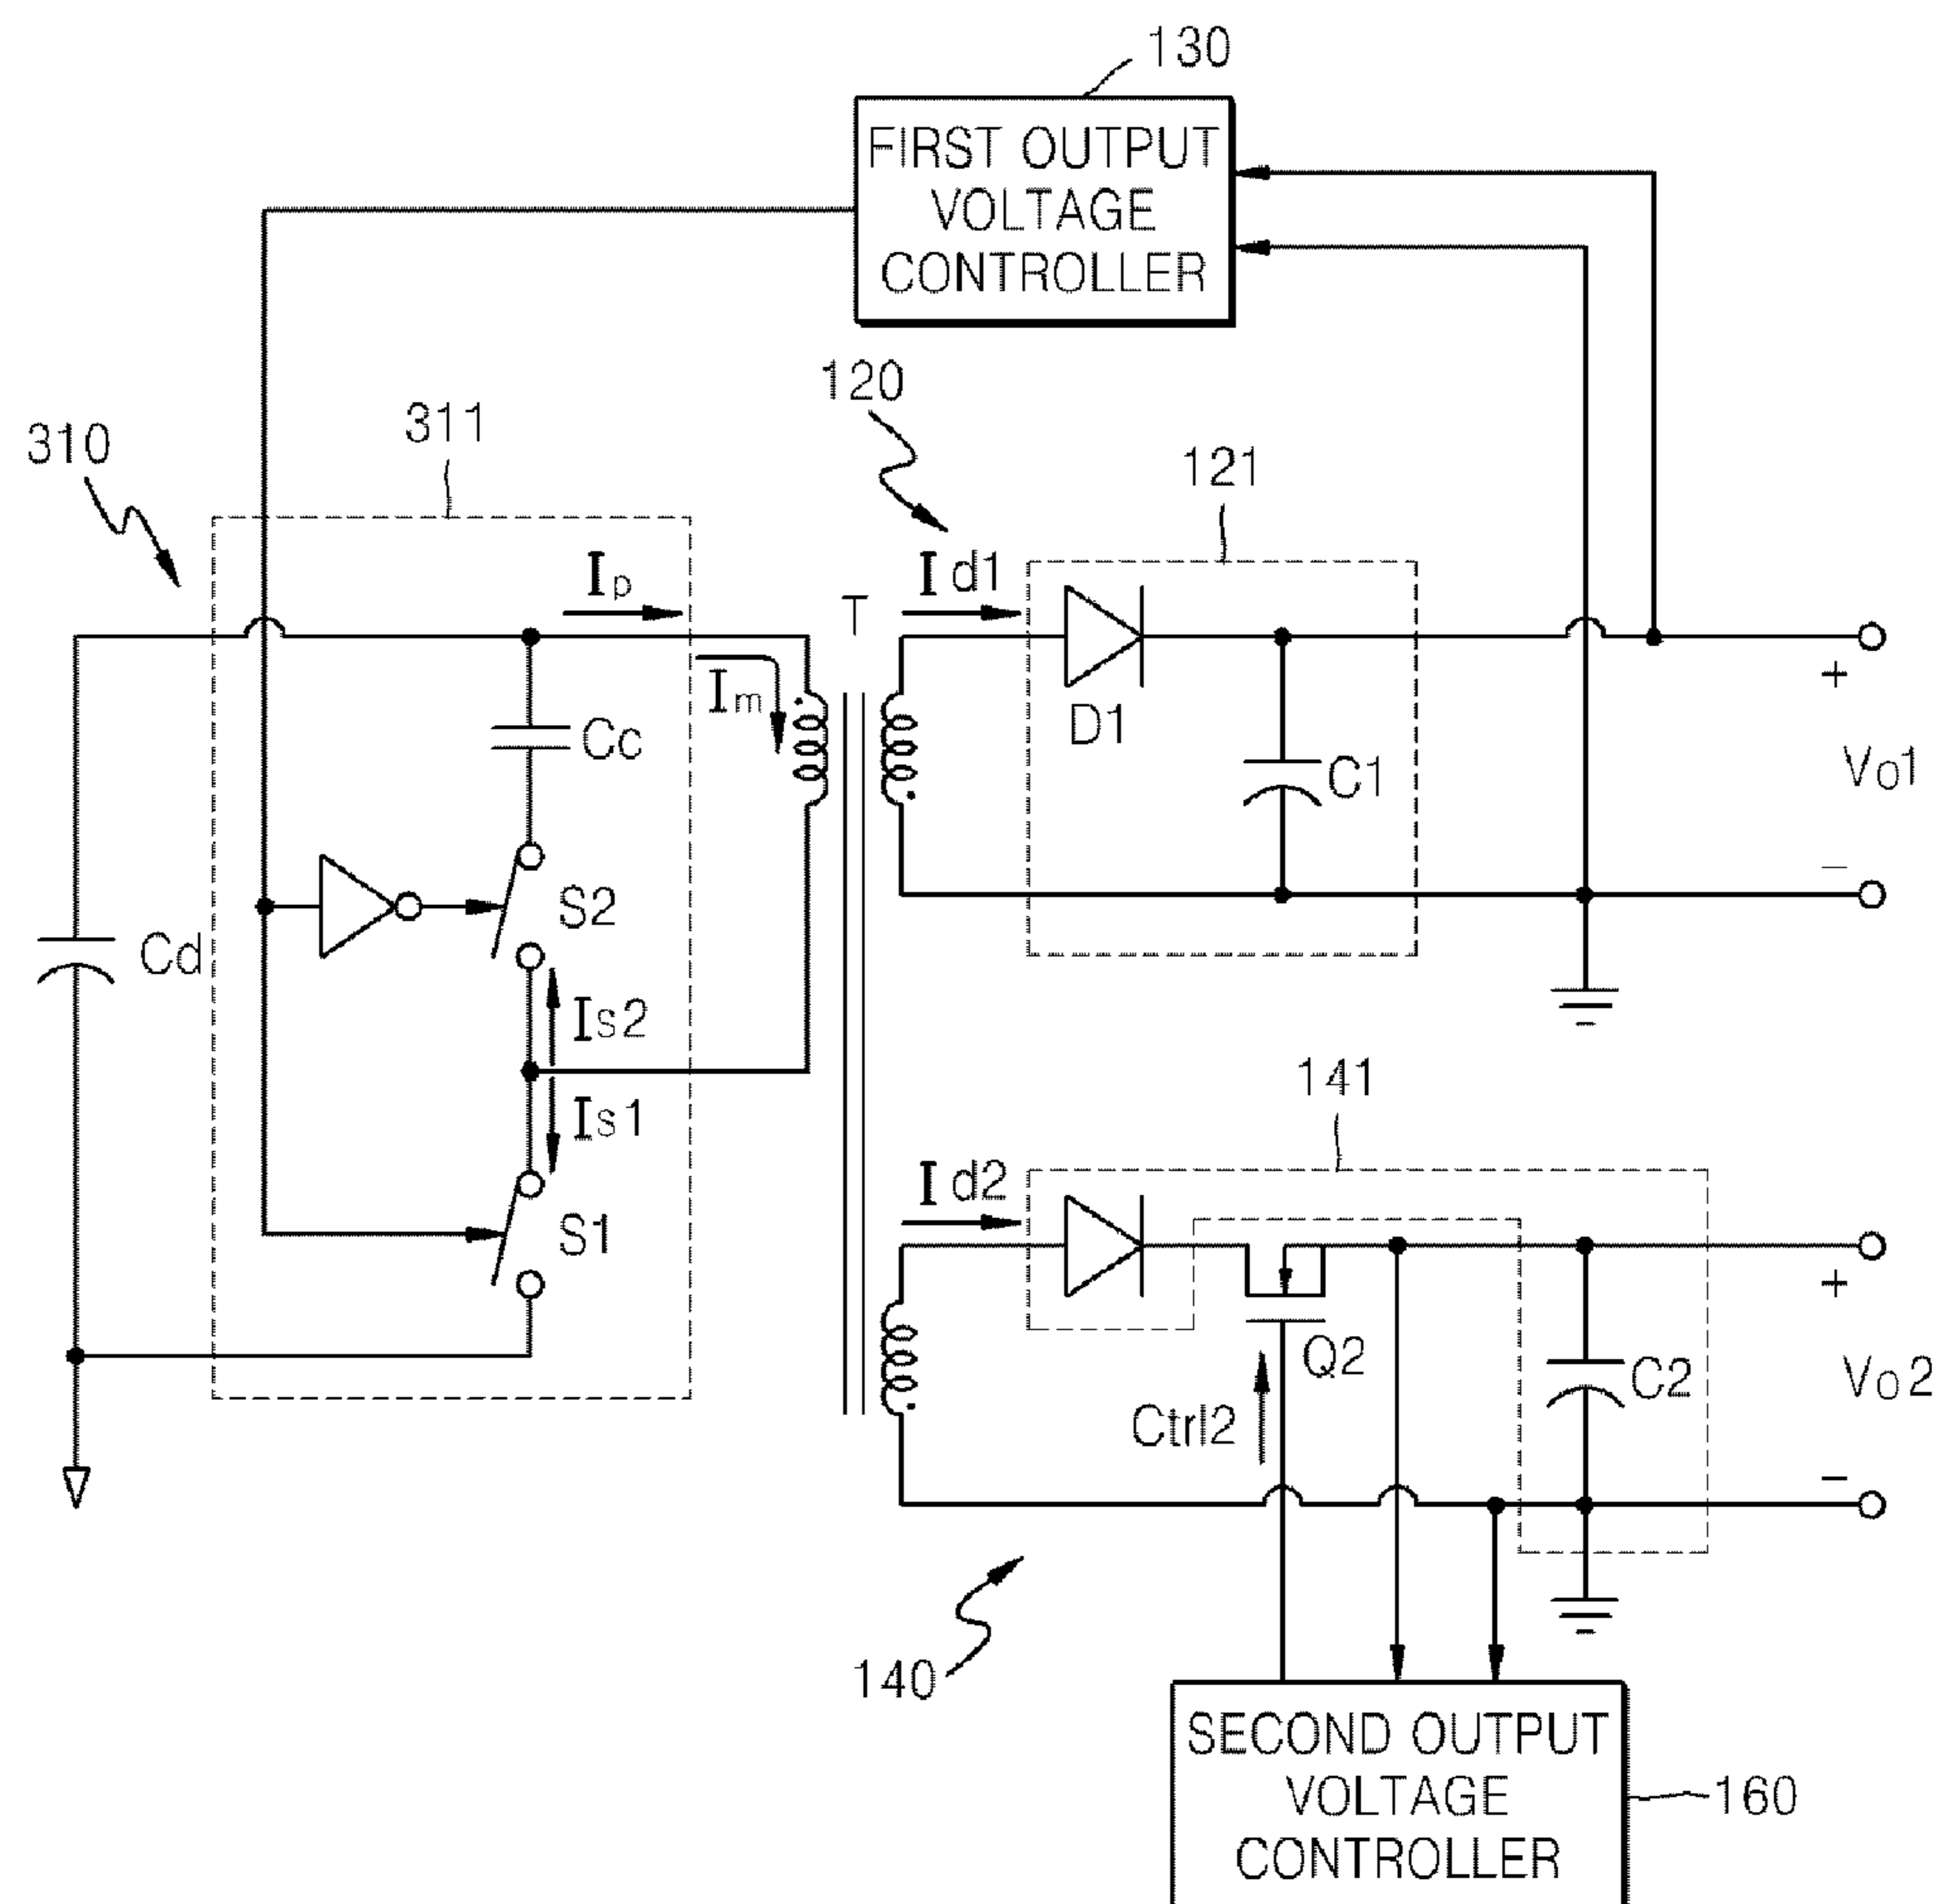 130
FIRST OUTPUT
VOLTAGE
CONTROLLER
120
311
310
121
Ip
T
Id1
Im
+
D1
Cc
C1
Vo1
−
S2
Cd
Is2
141
Is1
Id2
S1
+
Q2
C2
Vo2
Ctrl2
−
140
SECOND OUTPUT
VOLTAGE
CONTROLLER
160